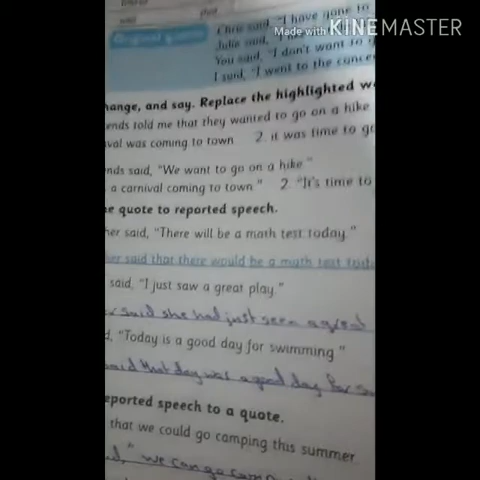 Made with KINEMASTER
Original quotes
Chris said, "I have gone to
Julie said,
You said, "I don't want to
I said, "I went to the
hange, and say. Replace the highlighted
ends told me that they wanted to go on a hike
val was coming to town 2. it was time to go
nds said, "We want to go on a hike."
a carnival coming to town" 2. "It's time to
e quote to reported speech.
her said, "There will be a math test today."
her said that there would be a math test
said, "I just saw a great play."
said she had just seen a great
"Today is a good day for swimming."
said that day was a good day for
eported speech to a quote.
that we could go camping this summer
"we can go